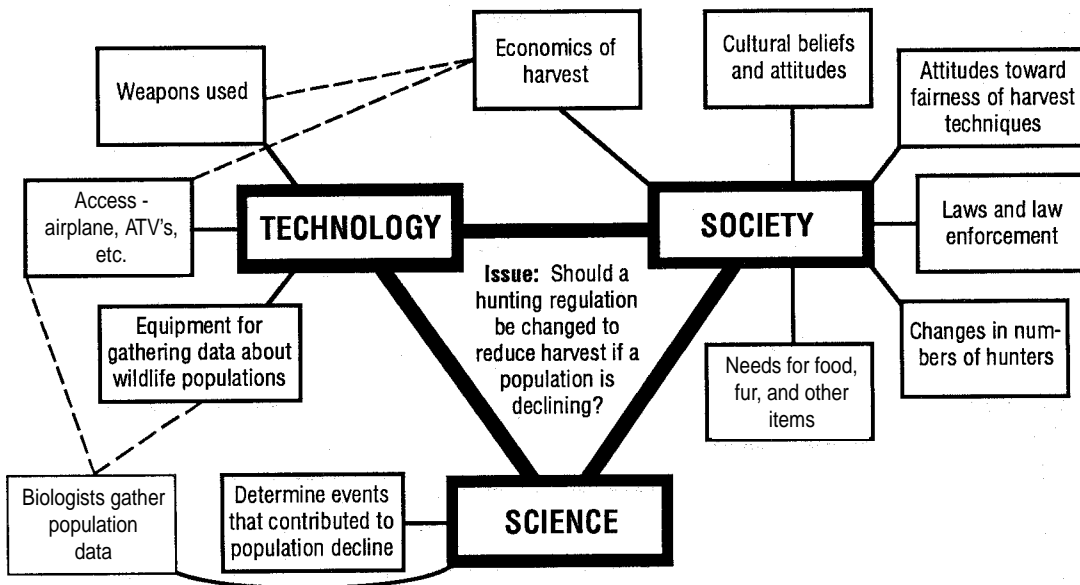 Economics of
harvest
Cultural beliefs
and attitudes
Attitudes toward
fairness of harvest
techniques
Weapons used
Access -
airplane, ATV's,
etc.
TECHNOLOGY
SOCIETY
Laws and law
enforcement
Issue: Should a
hunting regulation
be changed to
reduce harvest if a
population is
declining?
Equipment for
gathering data about
wildlife populations
Needs for food,
fur, and other
items
Changes in num-
bers of hunters
Biologists gather
population
data
Determine events
that contributed to
population decline
SCIENCE